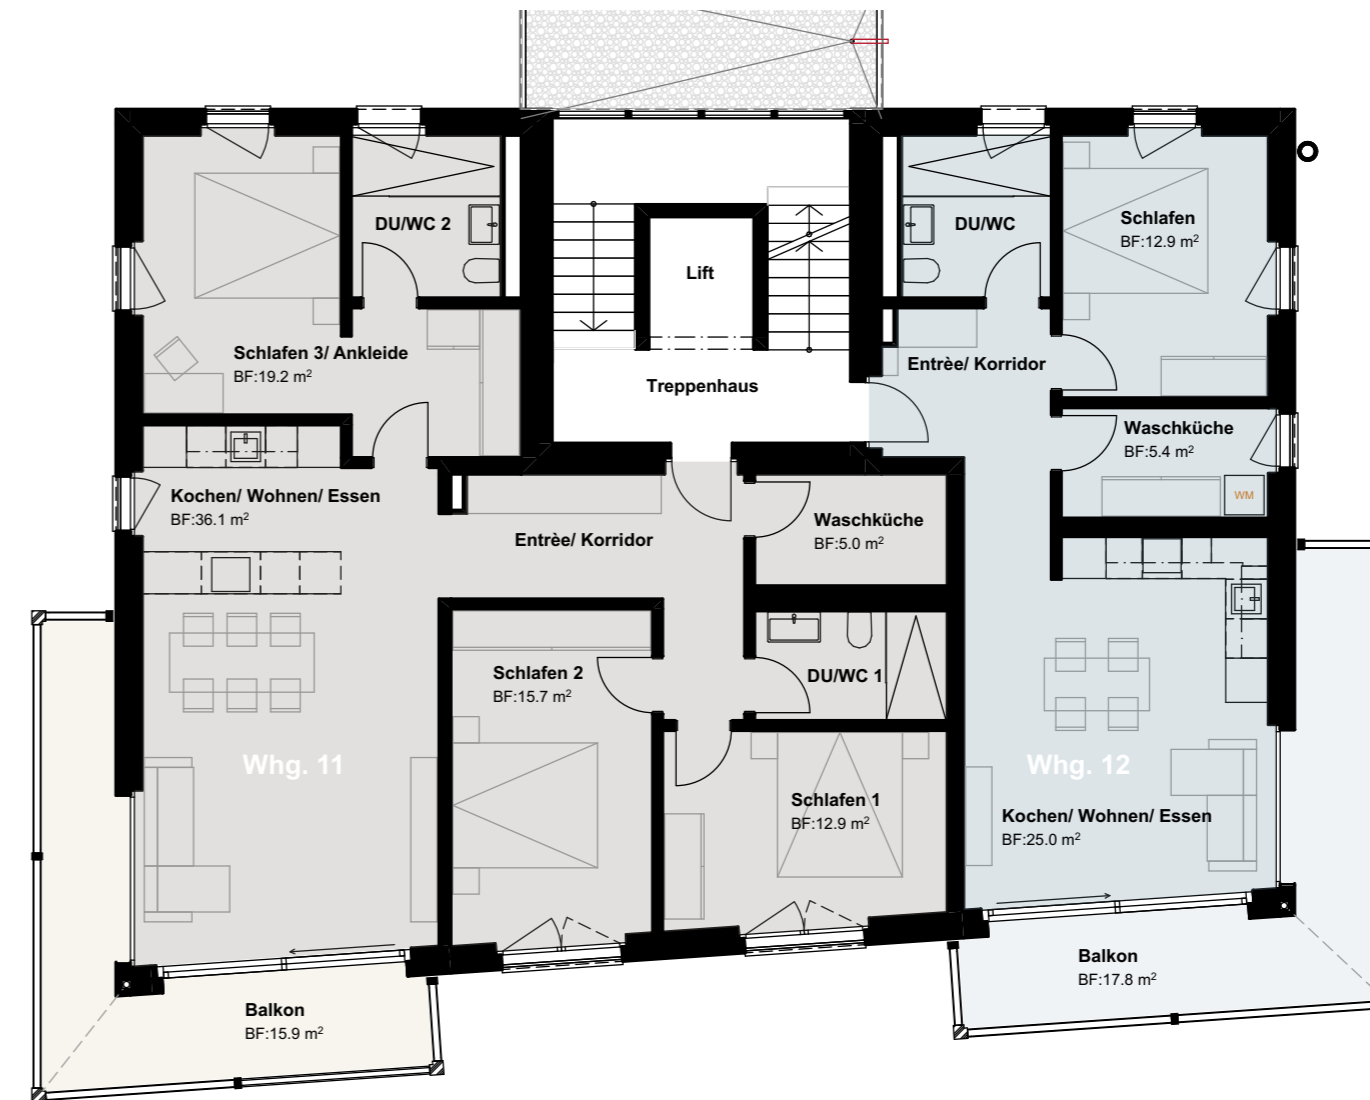 DU/WC 2
Lift
DU/WC
Schlafen
BF:12.9 m²
Schlafen 3/ Ankleide
BF:19.2 m²
Treppenhaus
Entrèe/ Korridor
Waschküche
BF:5.4 m²
WM
Kochen/ Wohnen/ Essen
BF:36.1 m²
Entrèe/ Korridor
Waschküche
BF:5.0 m²
Schlafen 2
BF:15.7 m²
DU/WC 1
Whg. 11
Whg. 12
Schlafen 1
BF:12.9 m²
Kochen/ Wohnen/ Essen
BF:25.0 m²
Balkon
BF:17.8 m²
Balkon
BF:15.9 m²